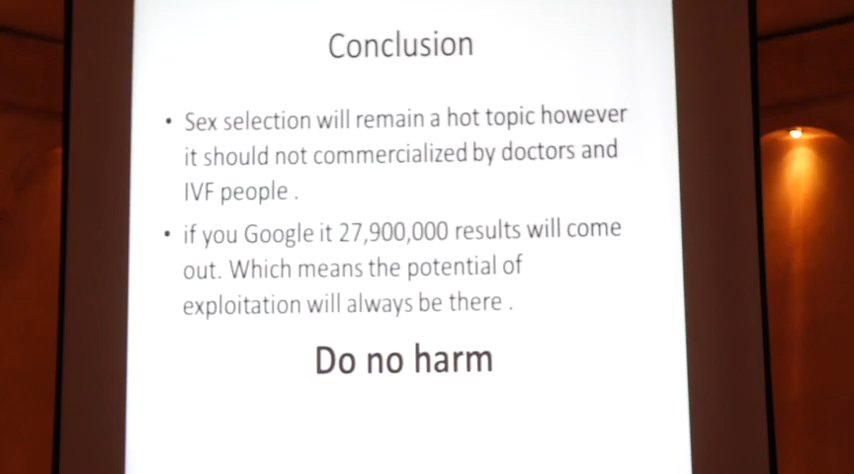 Conclusion
• Sex selection will remain a hot topic however
it should not commercialized by doctors and
IVF people .
• if you Google it 27,900,000 results will come
out. Which means the potential of
exploitation will always be there .
Do no harm